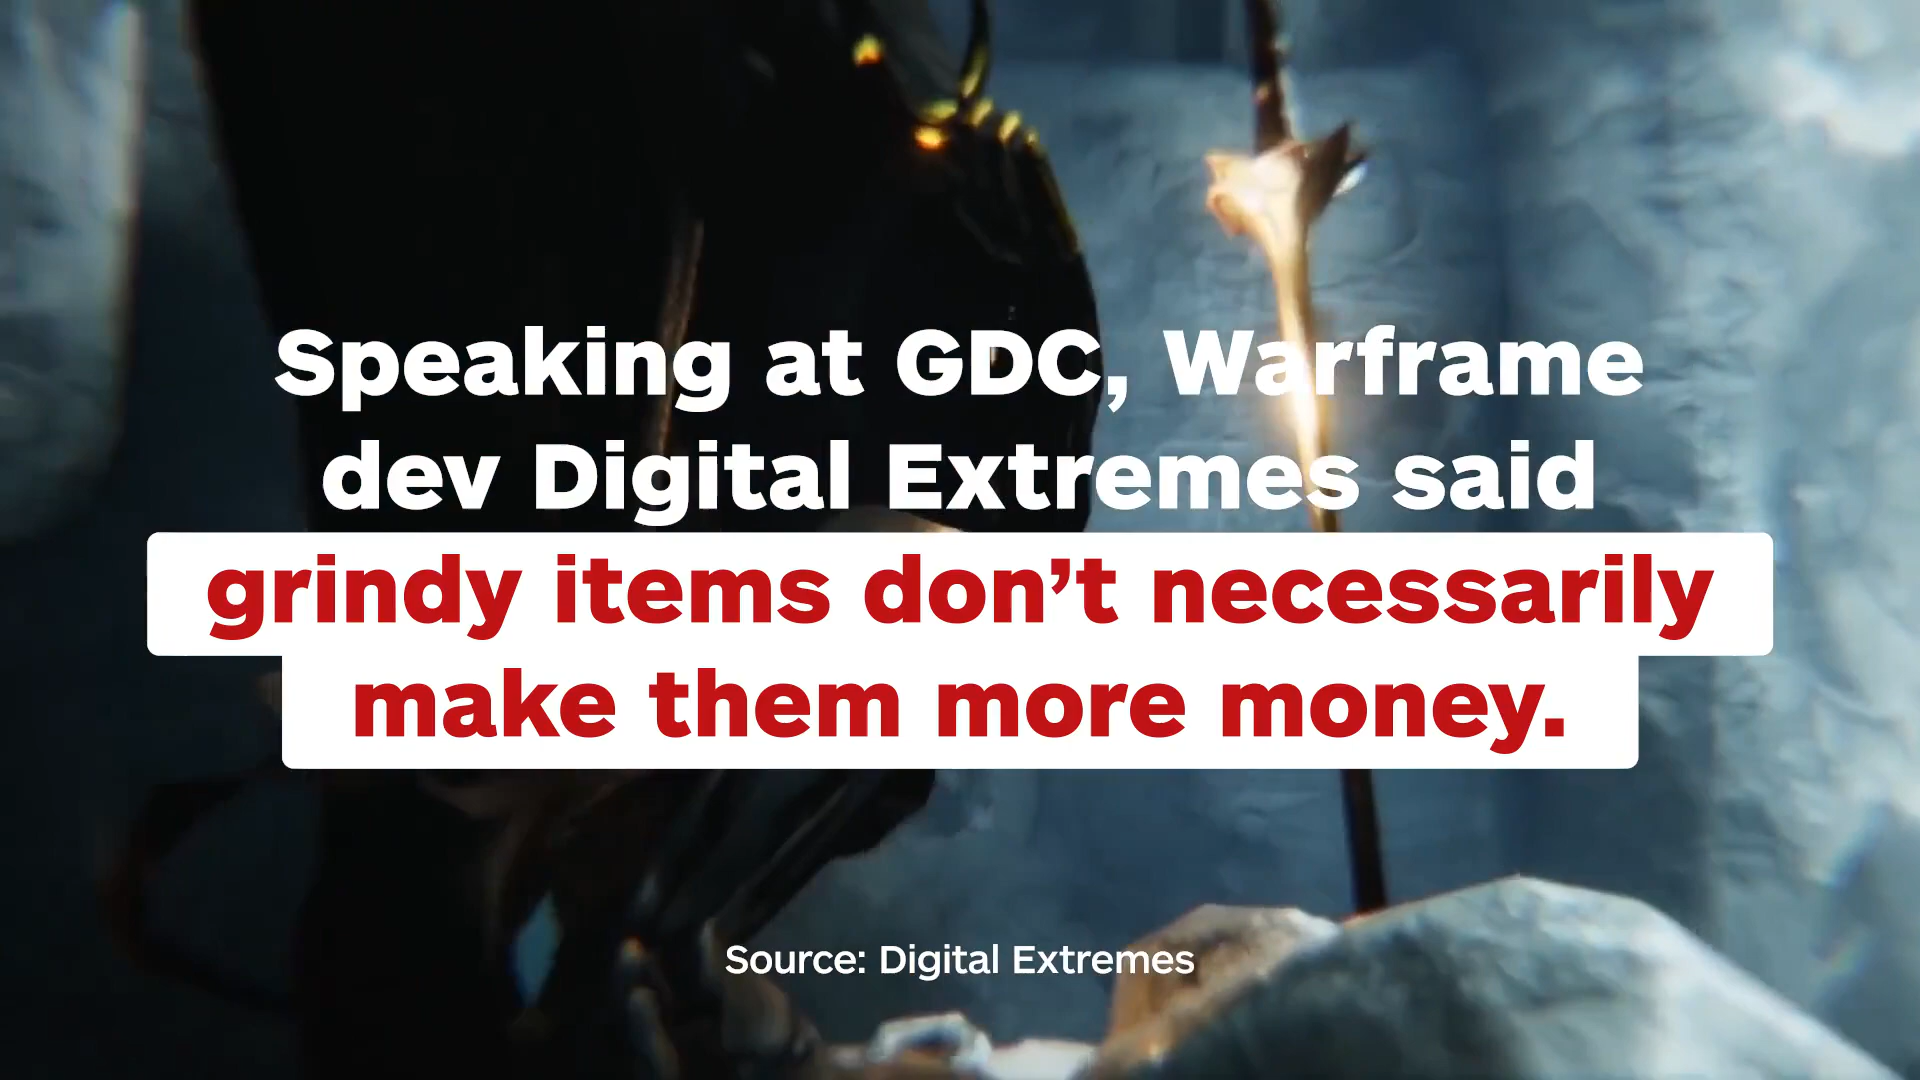 Speaking at GDC, Warframe
dev Digital Extremes said
grindy items don’t necessarily
make them more money.
Source: Digital Extremes